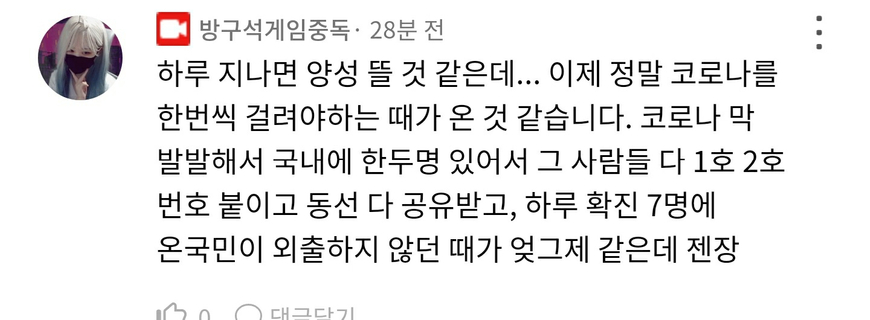 방구석게임중독· 28분 전
하루 지나면 양성 뜰 것 같은데... 이제 정말 코로나를
한번씩 걸려야하는 때가 온 것 같습니다. 코로나 막
발발해서 국내에 한두명 있어서 그 사람들 다 1호 2호
번호 붙이고 동선 다 공유받고, 하루 확진 7명에
온국민이 외출하지 않던 때가 엊그제 같은데 젠장
0 댓글달기